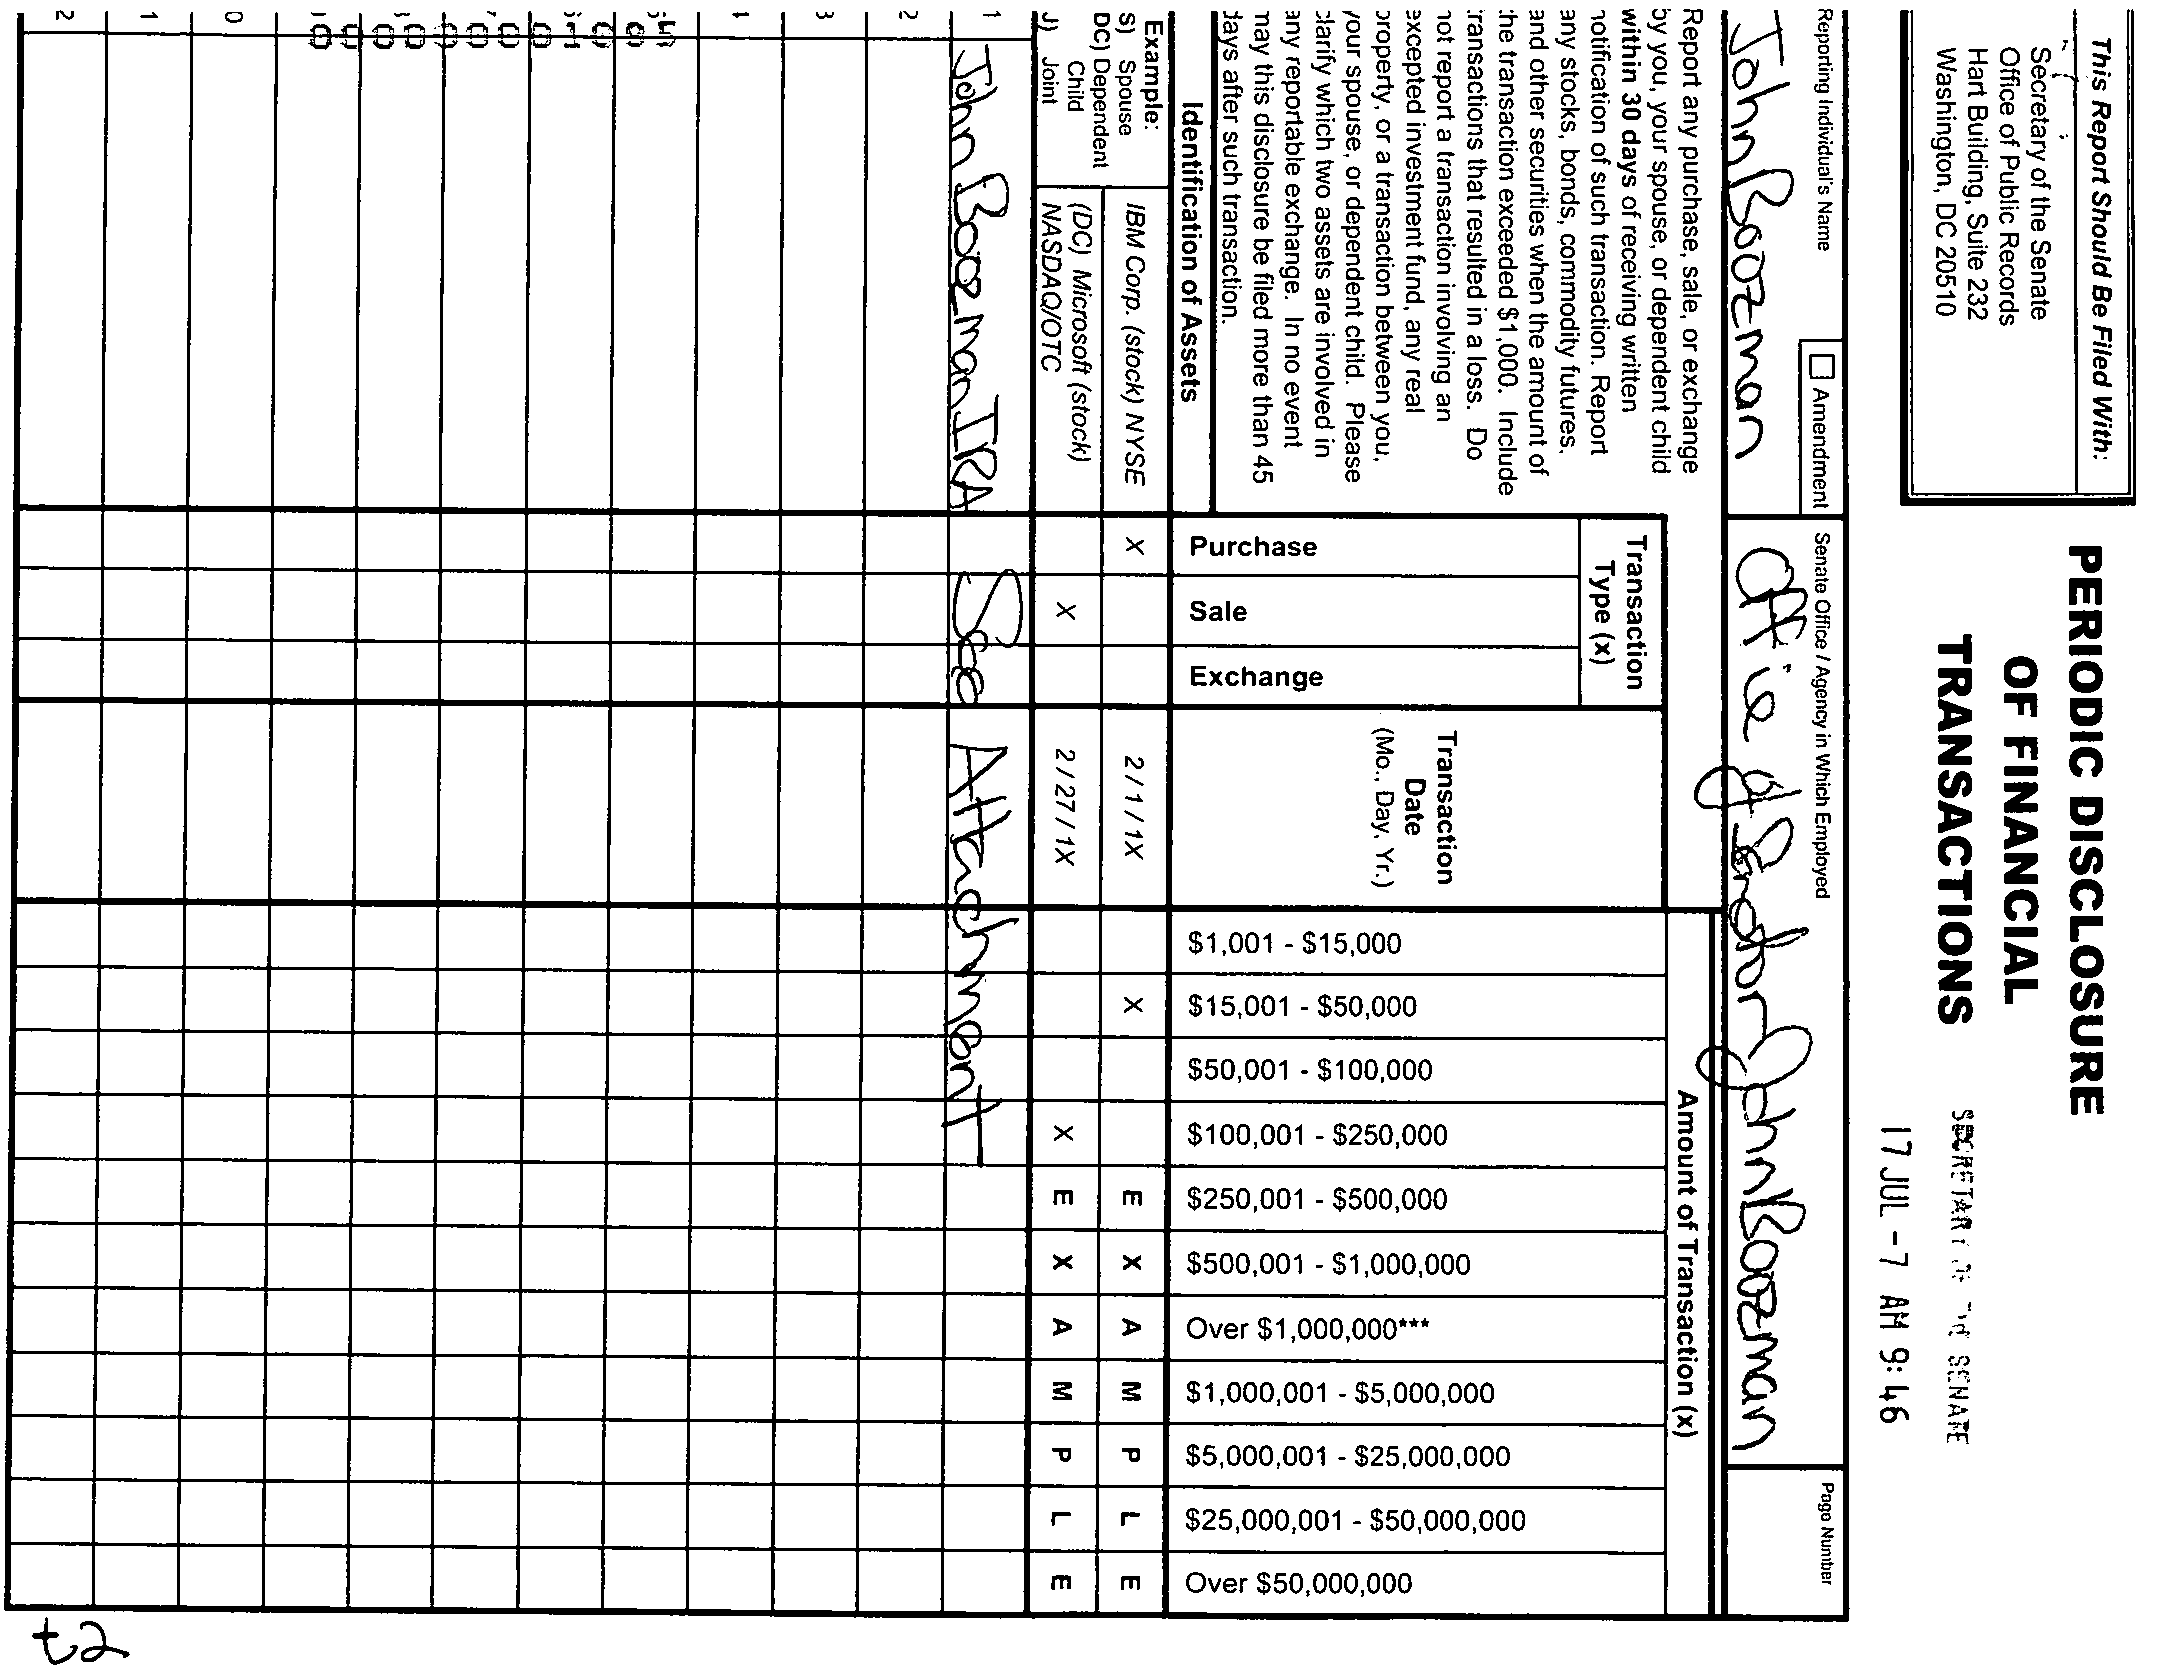 This Report Should Be Filed With:
Secretary of the Senate
Office of Public Records
Hart Building, Suite 232
Washington, DC 20510
PERIODIC DISCLOSURE
OF FINANCIAL
TRANSACTIONS
SECRETARY OF THE SENATE
17 JUL -7 AM 9:46
Reporting Individual's Name
Amendment
John Boozman
Senate Office / Agency in Which Employed
Office of Senator John Boozman
Page Number
Report any purchase, sale, or exchange
by you, your spouse, or dependent child
within 30 days of receiving written
notification of such transaction. Report
any stocks, bonds, commodity futures,
and other securities when the amount of
the transaction exceeded $1,000. Include
transactions that resulted in a loss. Do
not report a transaction involving an
excepted investment fund, any real
property, or a transaction between you,
your spouse, or dependent child. Please
clarify which two assets are involved in
any reportable exchange. In no event
may this disclosure be filed more than 45
days after such transaction.
Identification of Assets
Transaction
Type (x)
Purchase
Sale
Exchange
Transaction
Date
(Mo., Day, Yr.)
Amount of Transaction (x)
$1,001 - $15,000
$15,001 - $50,000
$50,001 - $100,000
$100,001 - $250,000
$250,001 - $500,000
$500,001 - $1,000,000
Over $1,000,000***
$1,000,001 - $5,000,000
$5,000,001 - $25,000,000
$25,000,001 - $50,000,000
Over $50,000,000
Example:
S) Spouse
DC) Dependent
Child
J) Joint
IBM Corp. (stock) NYSE X 2/1/1X X E X A M P L E
(DC) Microsoft (stock)
NASDAQ/OTC X 2/27/1X X E X A M P L E
1 John Boozman IRA See Attachment
2
3
1
0
1
2
t2